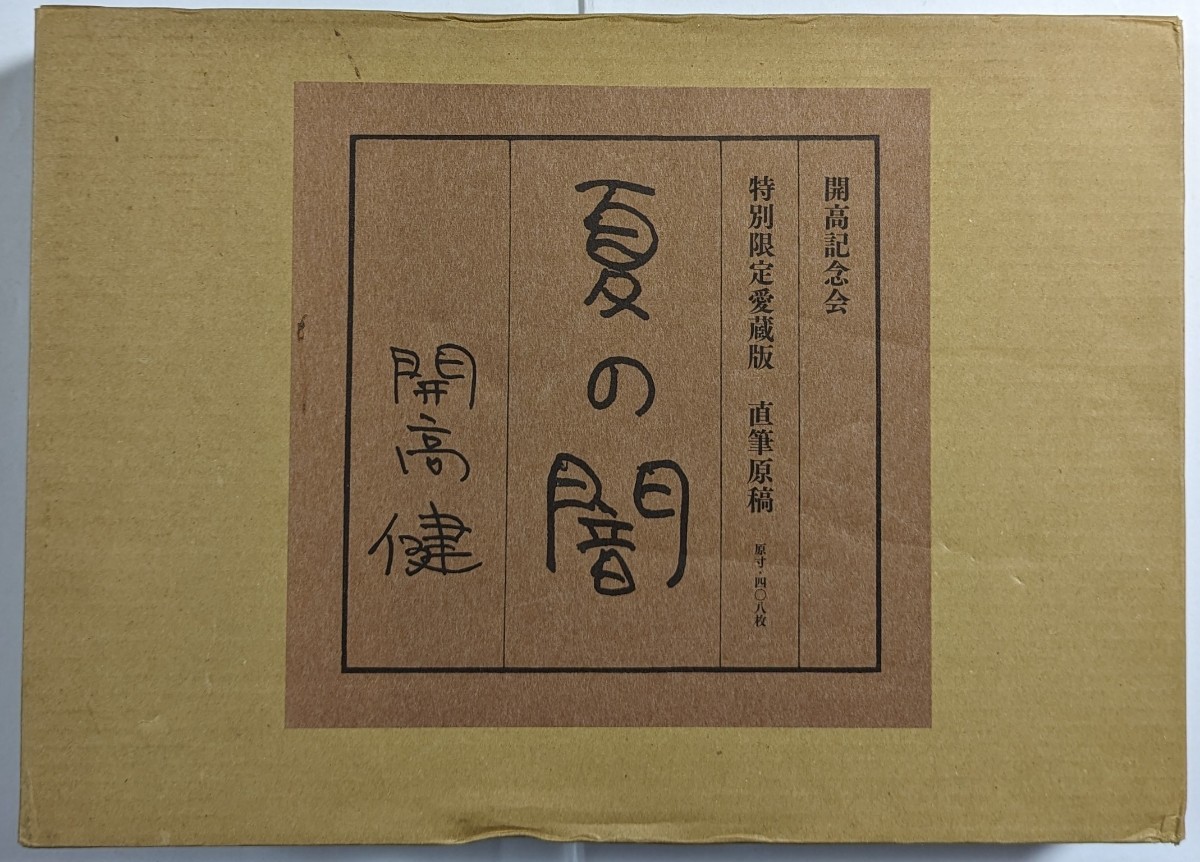 開高記念会
特別限定愛蔵版 直筆原稿 原寸・四〇八枚
夏の闇
開高健